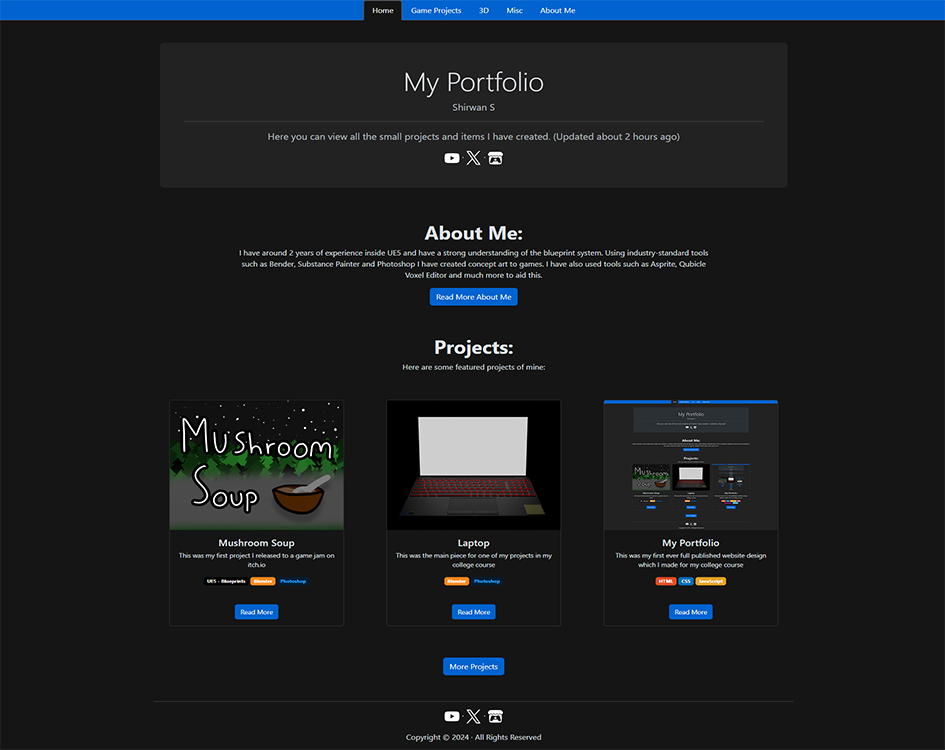 Home Game Projects 3D Misc About Me
My Portfolio
Shirwan S
Here you can view all the small projects and items I have created. (Updated about 2 hours ago)
About Me:
I have around 2 years of experience inside UE5 and have a strong understanding of the blueprint system. Using industry-standard tools
such as Bender, Substance Painter and Photoshop I have created concept art to games. I have also used tools such as Asprite, Qubicle
Voxel Editor and much more to aid this.
Read More About Me
Projects:
Here are some featured projects of mine:
Mushroom
Soup
My Portfolio
About Me:
Projects:
Mushroom
Soup
Mushroom Soup
This was my first project I released to a game jam on
itch.io
UE5 - Blueprints Blender Photoshop
Read More
Laptop
This was the main piece for one of my projects in my
college course
Blender Photoshop
Read More
My Portfolio
This was my first ever full published website design
which I made for my college course
HTML CSS JavaScript
Read More
More Projects
Copyright © 2024 · All Rights Reserved